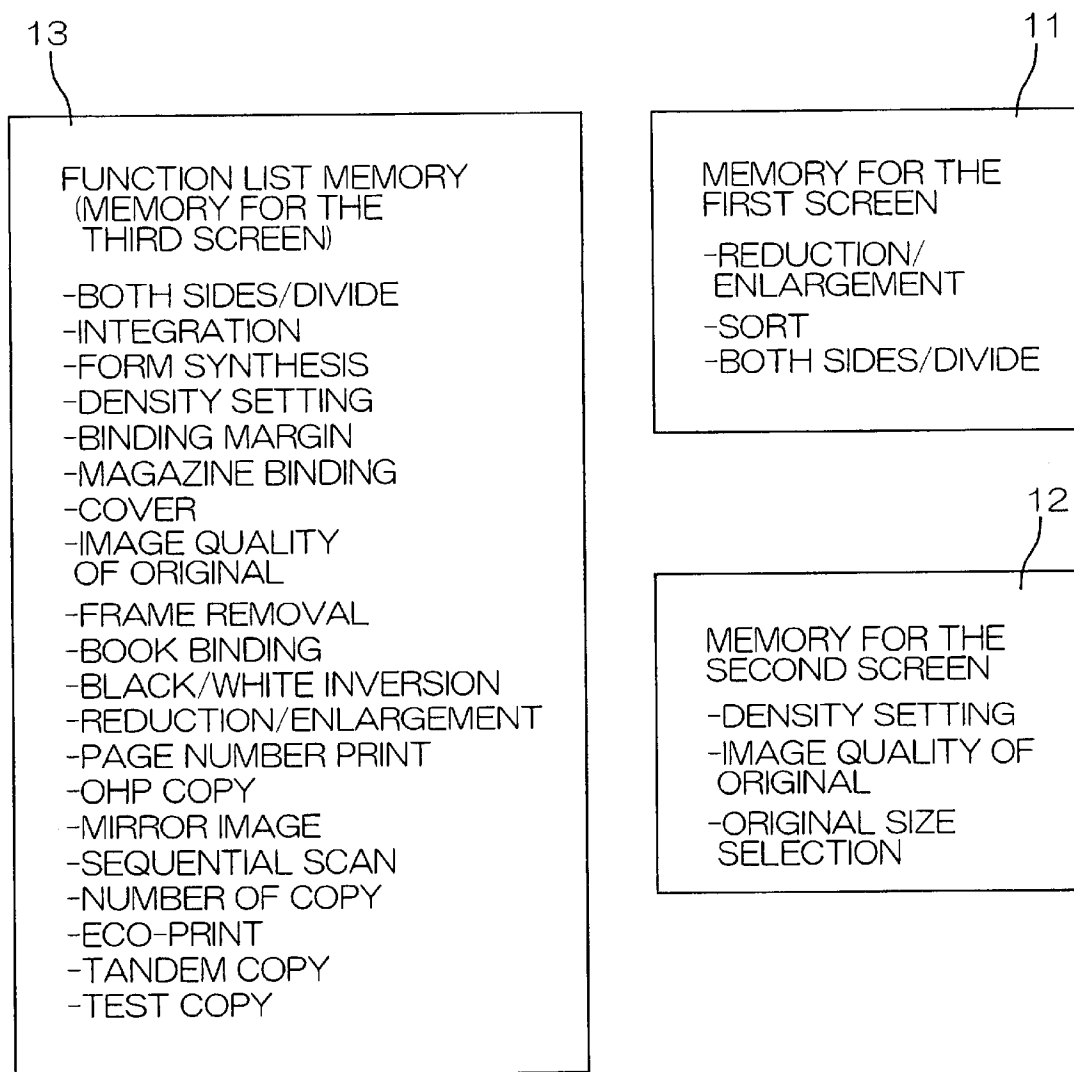 13
FUNCTION LIST MEMORY
(MEMORY FOR THE
THIRD SCREEN)
-BOTH SIDES/DIVIDE
-INTEGRATION
-FORM SYNTHESIS
-DENSITY SETTING
-BINDING MARGIN
-MAGAZINE BINDING
-COVER
-IMAGE QUALITY
OF ORIGINAL
-FRAME REMOVAL
-BOOK BINDING
-BLACK/WHITE INVERSION
-REDUCTION/ENLARGEMENT
-PAGE NUMBER PRINT
-OHP COPY
-MIRROR IMAGE
-SEQUENTIAL SCAN
-NUMBER OF COPY
-ECO-PRINT
-TANDEM COPY
-TEST COPY
11
MEMORY FOR THE
FIRST SCREEN
-REDUCTION/
ENLARGEMENT
-SORT
-BOTH SIDES/DIVIDE
12
MEMORY FOR THE
SECOND SCREEN
-DENSITY SETTING
-IMAGE QUALITY OF
ORIGINAL
-ORIGINAL SIZE
SELECTION